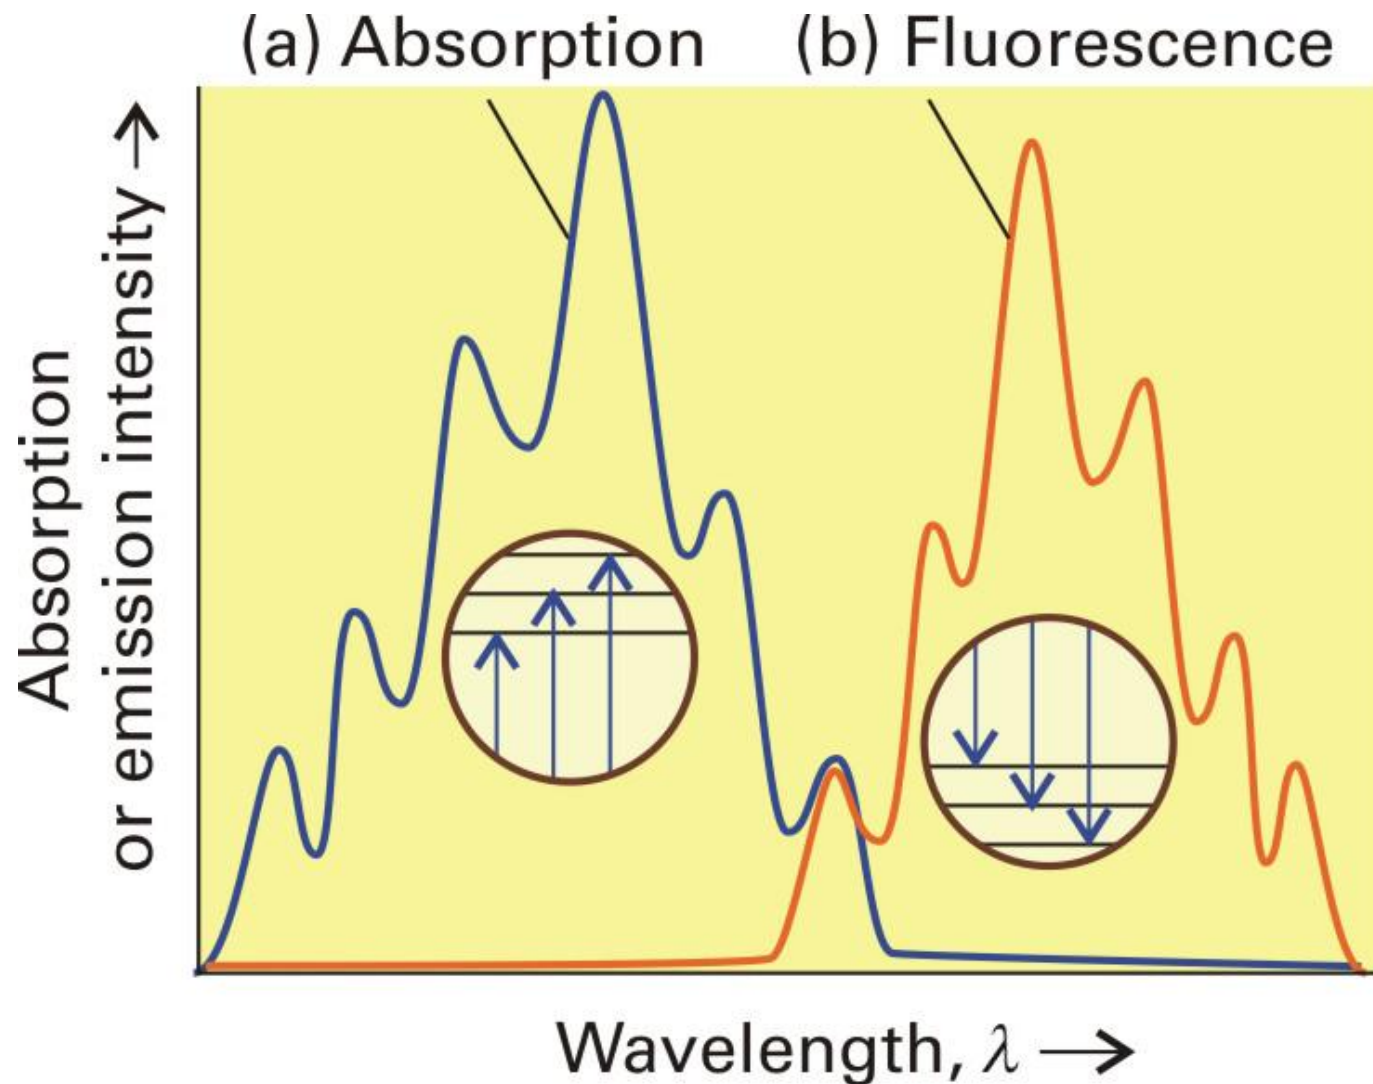 (a) Absorption
(b) Fluorescence
Absorption
or emission intensity →
Wavelength, λ →